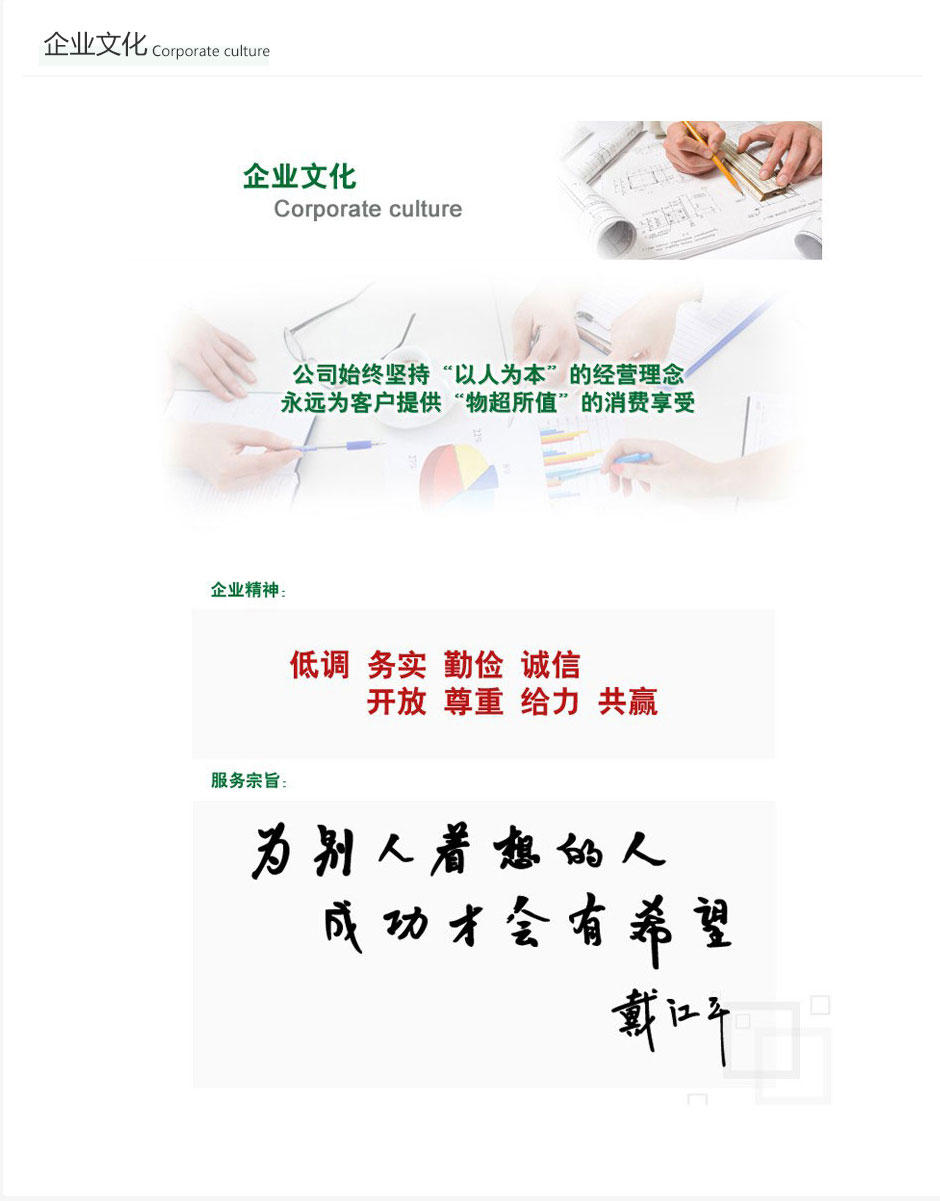 企业文化 Corporate culture
企业文化
Corporate culture
公司始终坚持“以人为本”的经营理念
永远为客户提供“物超所值”的消费享受
企业精神:
低调 务实 勤俭 诚信
开放 尊重 给力 共赢
服务宗旨:
为别人着想的人
成功才会有希望
戴江平